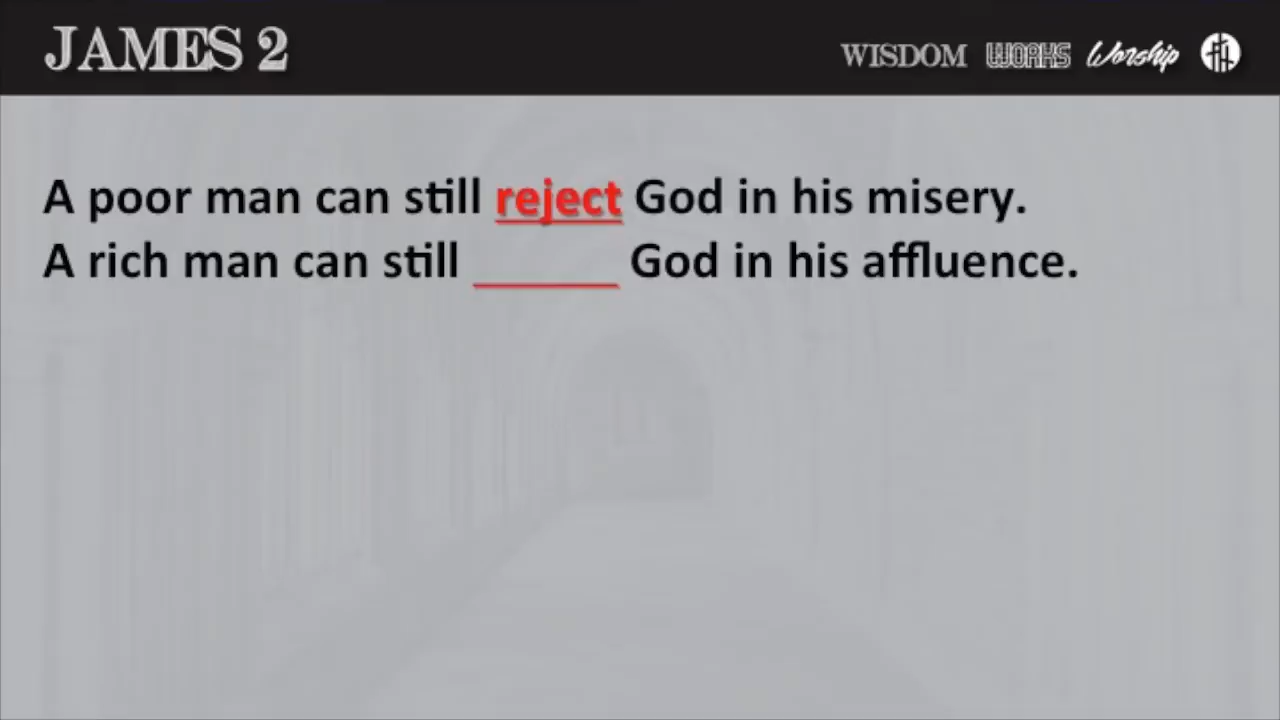 JAMES 2
WISDOM WORKS Worship
A poor man can still reject God in his misery.
A rich man can still ______ God in his affluence.